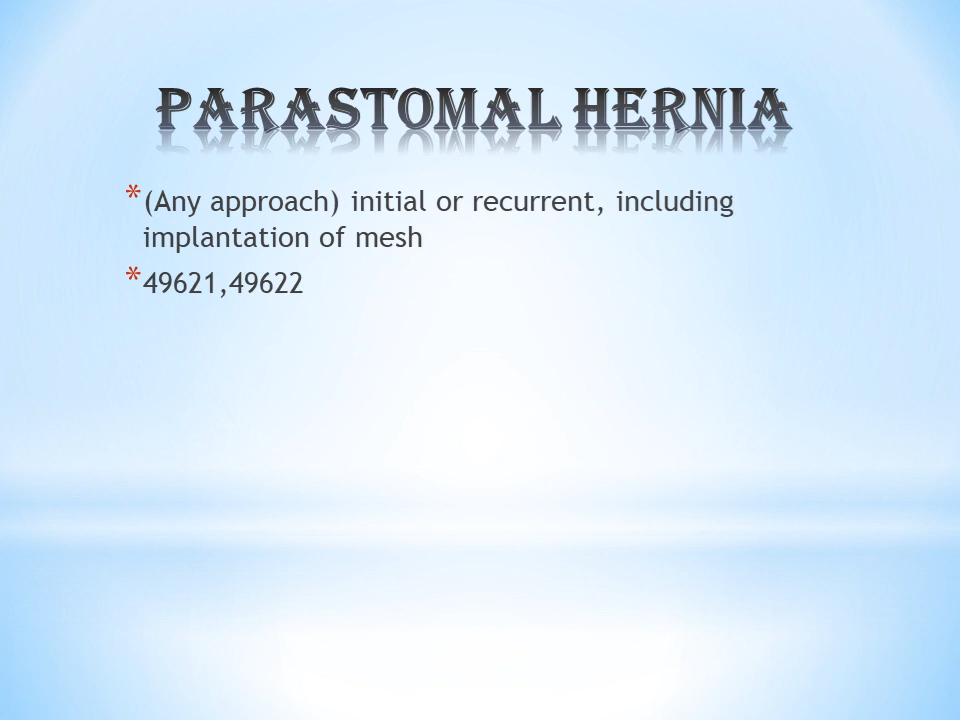 PARASTOMAL HERNIA
* (Any approach) initial or recurrent, including
implantation of mesh
* 49621,49622